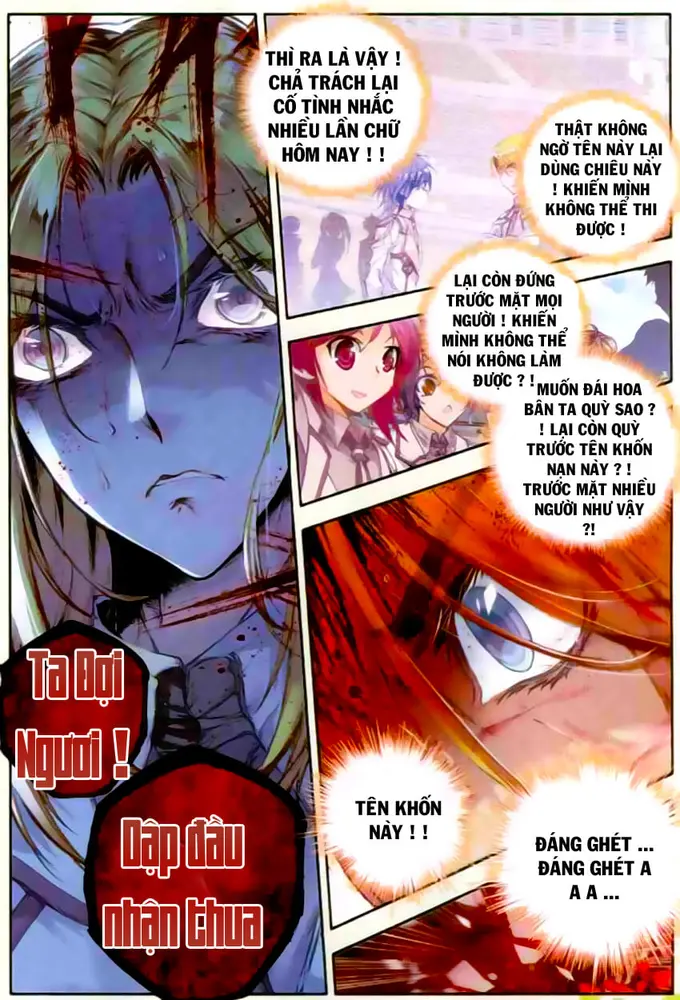 THÌ RA LÀ VẬY !
CHẢ TRÁCH LẠI
CỐ TÌNH NHẮC
NHIỀU LẦN CHỮ
HÔM NAY ! !
THẬT KHÔNG
NGỜ TÊN NÀY LẠI
DÙNG CHIÊU NÀY
! KHIẾN MÌNH
KHÔNG THỂ THI
ĐƯỢC !
LẠI CÒN ĐỨNG
TRƯỚC MẶT MỌI
NGƯỜI ! KHIẾN
MÌNH KHÔNG THỂ
NÓI KHÔNG LÀM
ĐƯỢC ? !
MUỐN ĐÁI HOA
BÂN TA QUỲ SAO ?
! LẠI CÒN QUỲ
TRƯỚC TÊN KHỐN
NẠN NÀY ? !
TRƯỚC MẶT NHIỀU
NGƯỜI NHƯ VẬY
?!
Ta Đợi
Ngươi !
Dập đầu
nhận thua
TÊN KHỐN
NÀY ! !
ĐÁNG GHÉT ...
ĐÁNG GHÉT A
A A ...